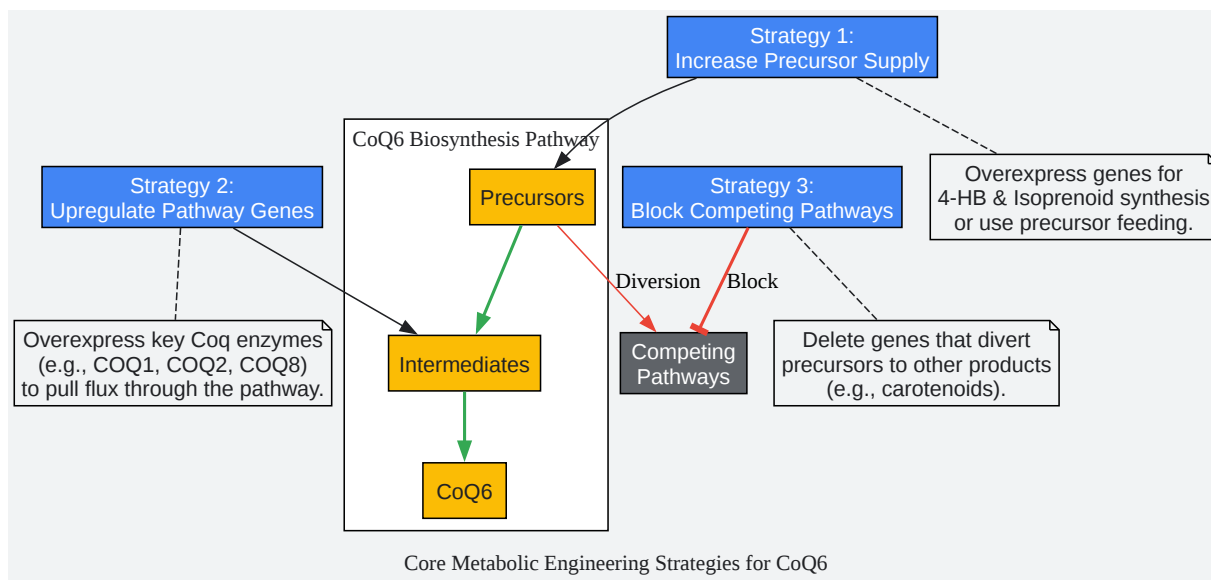 Strategy 1:
Increase Precursor Supply
CoQ6 Biosynthesis Pathway
Strategy 2:
Upregulate Pathway Genes
Precursors
Strategy 3:
Block Competing Pathways
Overexpress genes for
4-HB & Isoprenoid synthesis
or use precursor feeding.
Diversion
Block
Overexpress key Coq enzymes
(e.g., COQ1, COQ2, COQ8)
to pull flux through the pathway.
Intermediates
Competing
Pathways
Delete genes that divert
precursors to other products
(e.g., carotenoids).
CoQ6
Core Metabolic Engineering Strategies for CoQ6